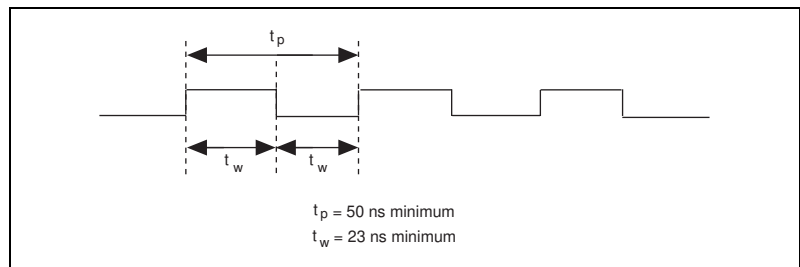 tp
tw tw
tp = 50 ns minimum
tw = 23 ns minimum